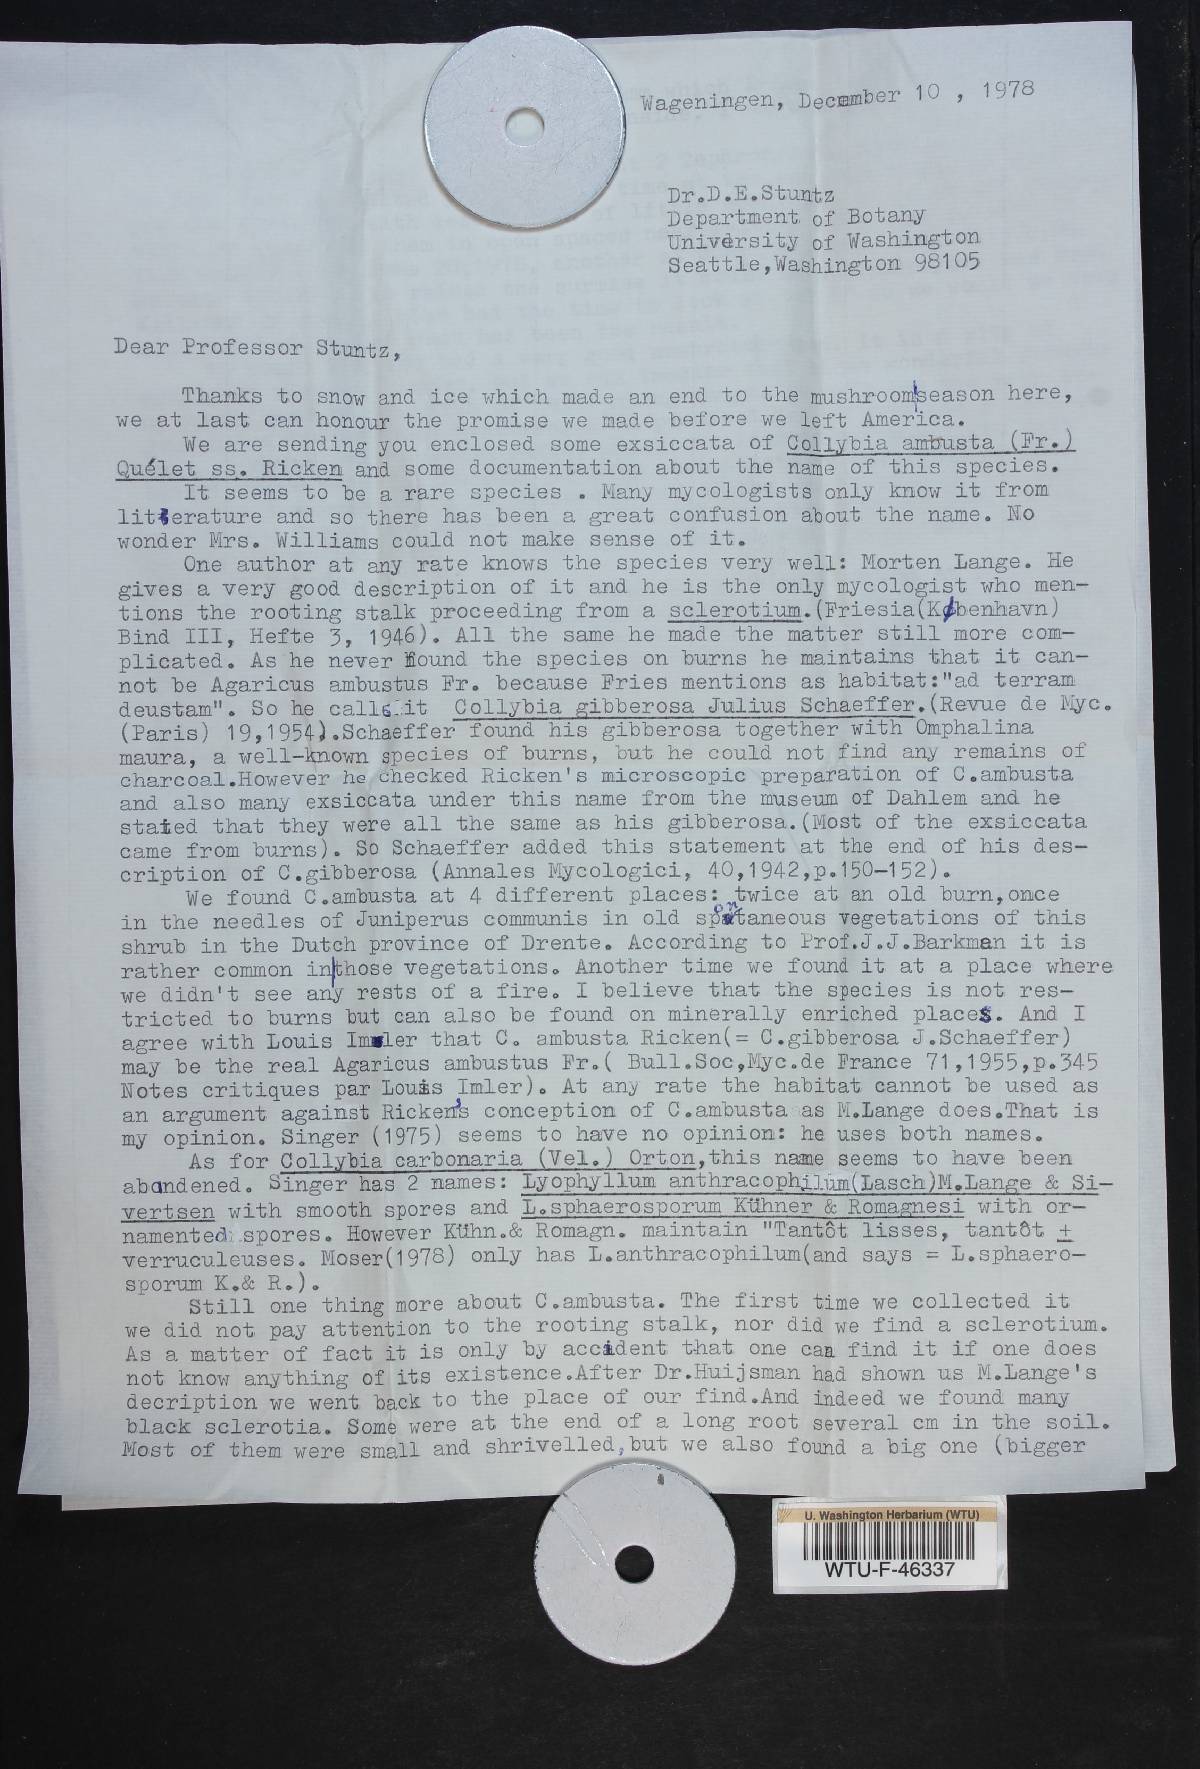 Wageningen, December 10 , 1978
Dr.D.E.Stuntz
Department of Botany
University of Washington
Seattle,Washington 98105
Dear Professor Stuntz,
Thanks to snow and ice which made an end to the mushroom season here,
we at last can honour the promise we made before we left America.
We are sending you enclosed some exsiccata of Collybia ambusta (Fr.)
Quélet ss. Ricken and some documentation about the name of this species.
It seems to be a rare species . Many mycologists only know it from
litterature and so there has been a great confusion about the name. No
wonder Mrs. Williams could not make sense of it.
One author at any rate knows the species very well: Morten Lange. He
gives a very good description of it and he is the only mycologist who men-
tions the rooting stalk proceeding from a sclerotium.(Friesia(København)
Bind III, Hefte 3, 1946). All the same he made the matter still more com-
plicated. As he never found the species on burns he maintains that it can-
not be Agaricus ambustus Fr. because Fries mentions as habitat:"ad terram
deustam". So he calls it Collybia gibberosa Julius Schaeffer.(Revue de Myc.
(Paris) 19,1954).Schaeffer found his gibberosa together with Omphalina
maura, a well-known species of burns, but he could not find any remains of
charcoal.However he checked Ricken's microscopic preparation of C.ambusta
and also many exsiccata under this name from the museum of Dahlem and he
stated that they were all the same as his gibberosa.(Most of the exsiccata
came from burns). So Schaeffer added this statement at the end of his des-
cription of C.gibberosa (Annales Mycologici, 40,1942,p.150-152).
We found C.ambusta at 4 different places: twice at an old burn,once
in the needles of Juniperus communis in old spontaneous vegetations of this
shrub in the Dutch province of Drente. According to Prof.J.J.Barkman it is
rather common in those vegetations. Another time we found it at a place where
we didn't see any rests of a fire. I believe that the species is not res-
tricted to burns but can also be found on minerally enriched places. And I
agree with Louis Imler that C. ambusta Ricken(= C.gibberosa J.Schaeffer)
may be the real Agaricus ambustus Fr.( Bull.Soc,Myc.de France 71,1955,p.345
Notes critiques par Louis Imler). At any rate the habitat cannot be used as
an argument against Ricken's conception of C.ambusta as M.Lange does.That is
my opinion. Singer (1975) seems to have no opinion: he uses both names.
As for Collybia carbonaria (Vel.) Orton,this name seems to have been
abandened. Singer has 2 names: Lyophyllum anthracophilum(Lasch)M.Lange & Si-
vertsen with smooth spores and L.sphaerosporum Kühner & Romagnesi with or-
namented spores. However Kühn.& Romagn. maintain "Tantôt lisses, tantôt ±
verruculeuses. Moser(1978) only has L.anthracophilum(and says = L.sphaero-
sporum K.& R.).
Still one thing more about C.ambusta. The first time we collected it
we did not pay attention to the rooting stalk, nor did we find a sclerotium.
As a matter of fact it is only by accident that one can find it if one does
not know anything of its existence.After Dr.Huijsman had shown us M.Lange's
decription we went back to the place of our find.And indeed we found many
black sclerotia. Some were at the end of a long root several cm in the soil.
Most of them were small and shrivelled,but we also found a big one (bigger
U. Washington Herbarium (WTU)
WTU-F-46337